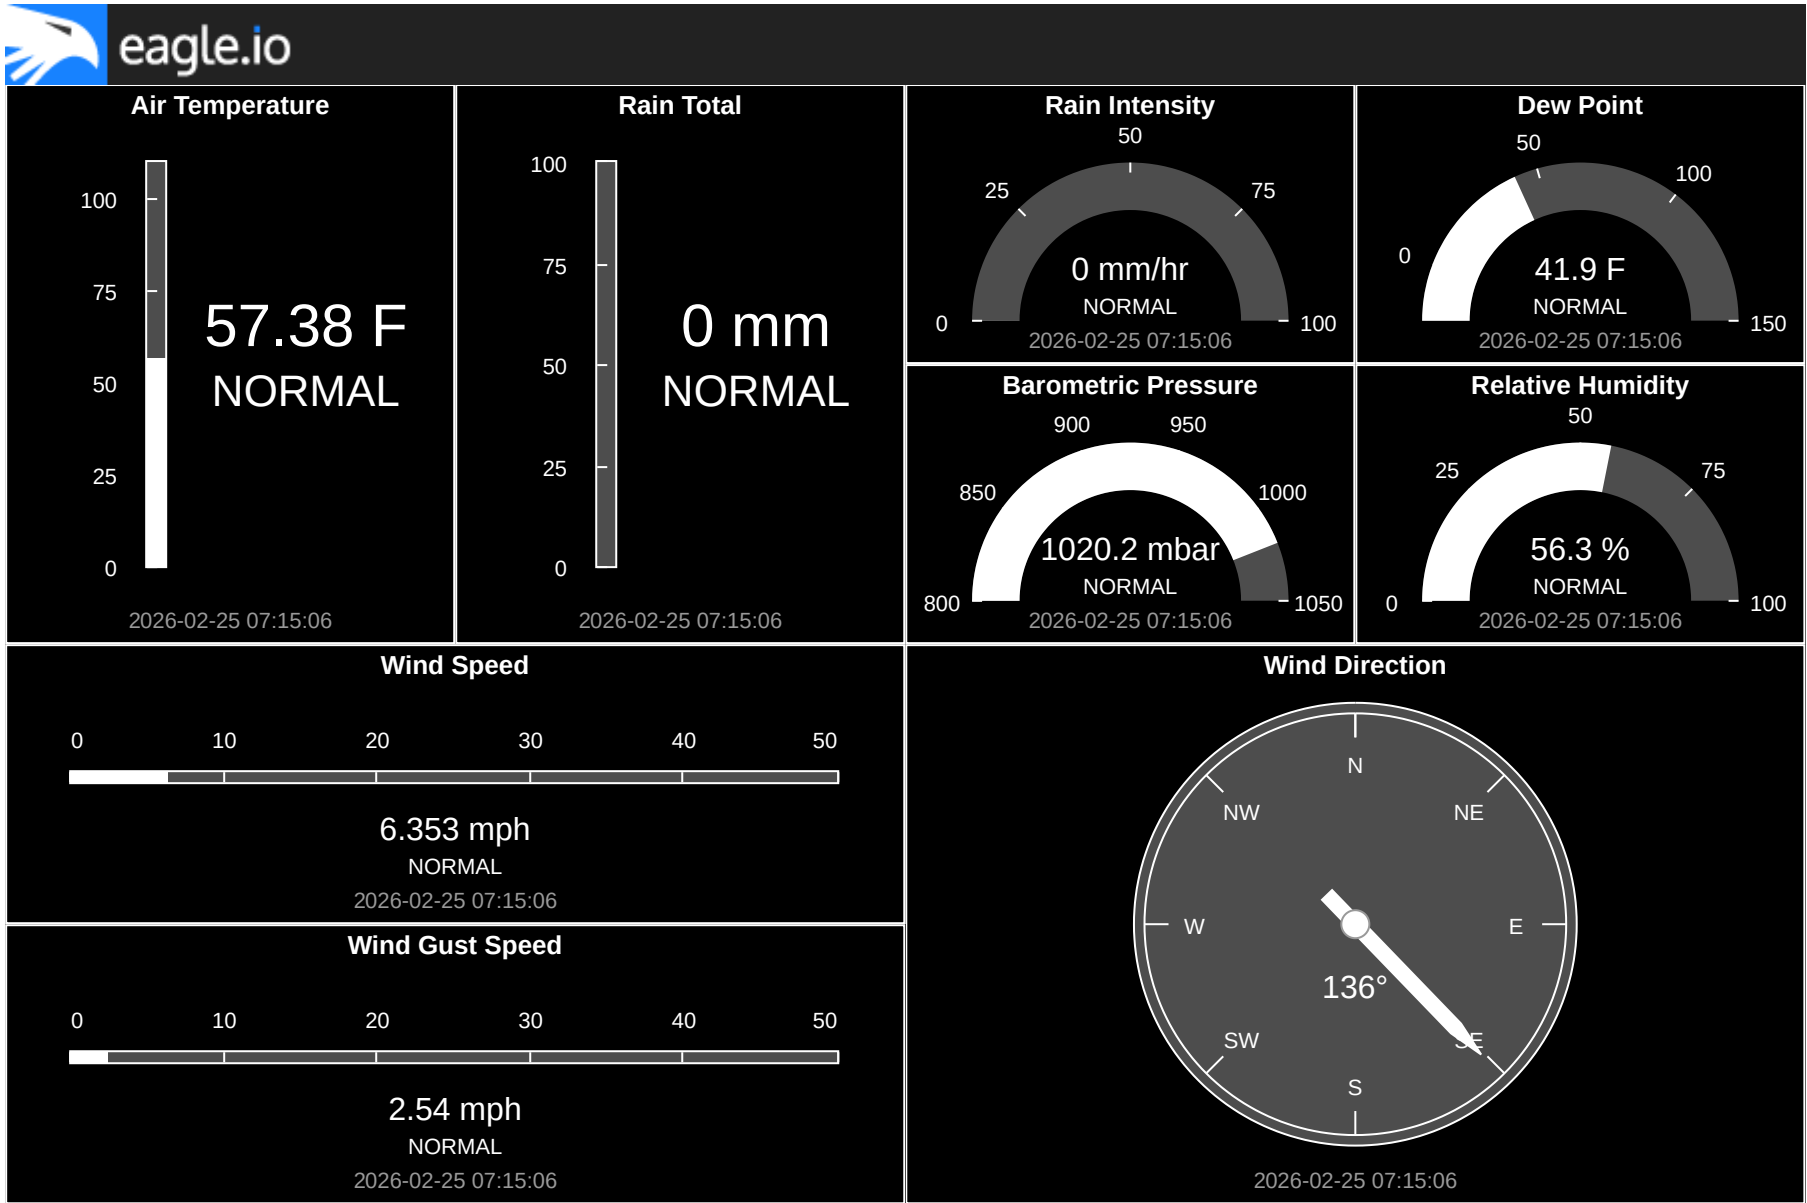 eagle.io
Air Temperature
100
75
50
25
0
57.38 F
NORMAL
2026-02-25 07:15:06
Rain Total
100
75
50
25
0
0 mm
NORMAL
2026-02-25 07:15:06
Rain Intensity
0
25
50
75
100
0 mm/hr
NORMAL
2026-02-25 07:15:06
Dew Point
0
50
100
150
41.9 F
NORMAL
2026-02-25 07:15:06
Barometric Pressure
800
850
900
950
1000
1050
1020.2 mbar
NORMAL
2026-02-25 07:15:06
Relative Humidity
0
25
50
75
100
56.3 %
NORMAL
2026-02-25 07:15:06
Wind Speed
0 10 20 30 40 50
6.353 mph
NORMAL
2026-02-25 07:15:06
Wind Gust Speed
0 10 20 30 40 50
2.54 mph
NORMAL
2026-02-25 07:15:06
Wind Direction
N
NW NE
W E
136°
SW SE
S
2026-02-25 07:15:06